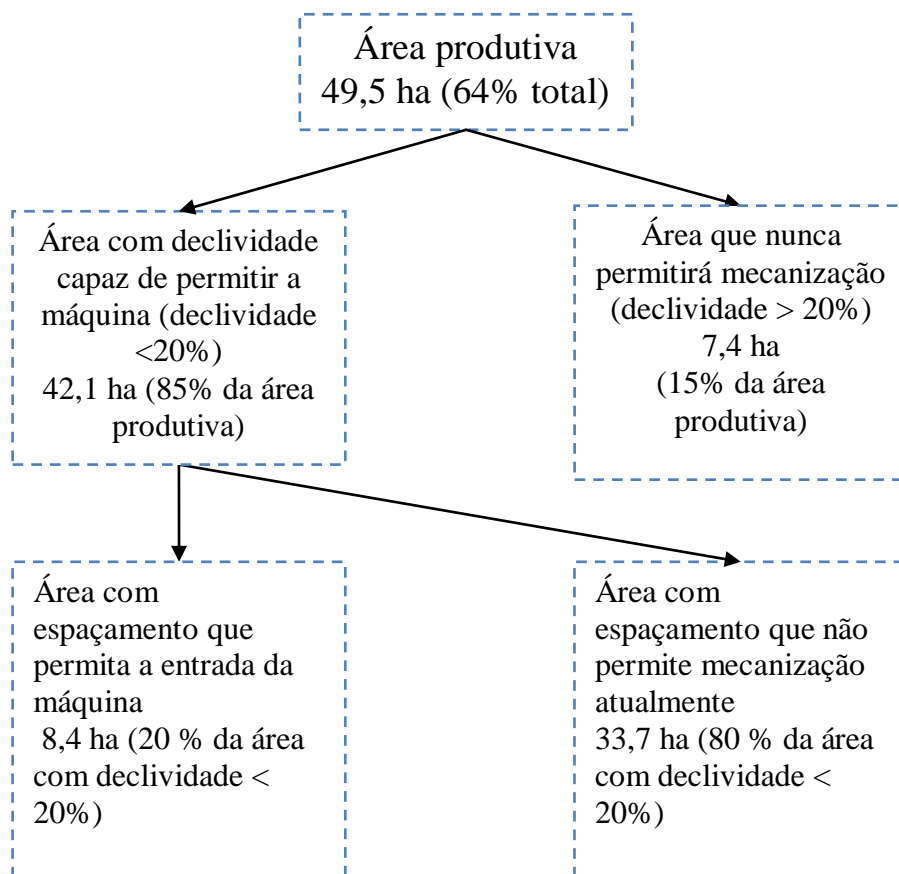 Área produtiva
49,5 ha (64% total)
Área com declividade
capaz de permitir a
máquina (declividade
<20%)
42,1 ha (85% da área
produtiva)
Área que nunca
permitirá mecanização
(declividade > 20%)
7,4 ha
(15% da área
produtiva)
Área com
espaçamento que
permita a entrada da
máquina
8,4 ha (20 % da área
com declividade <
20%)
Área com
espaçamento que não
permite mecanização
atualmente
33,7 ha (80 % da área
com declividade <
20%)